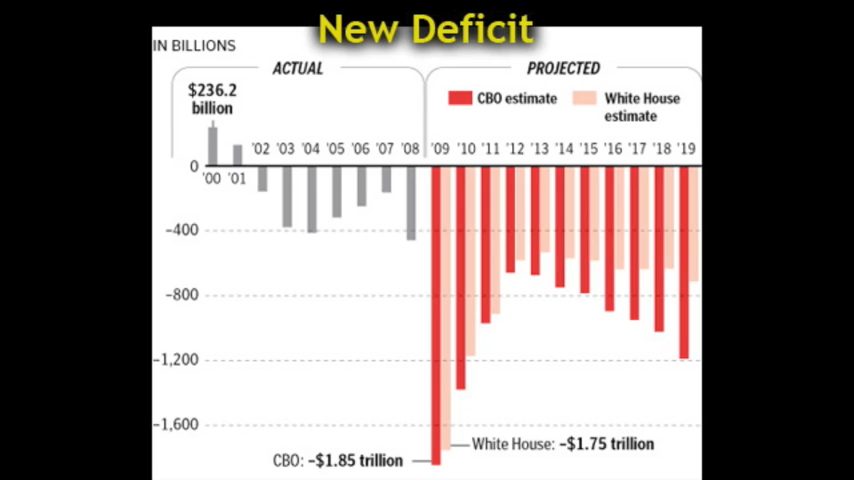 New Deficit
IN BILLIONS
ACTUAL
PROJECTED
$236.2
billion
CBO estimate
White House
estimate
'02 '03 '04 '05 '06 '07 '08 '09 '10 '11 '12 '13 '14 '15 '16 '17 '18 '19
0
'00 '01
–400
–800
–1,200
–1,600
White House: –$1.75 trillion
CBO: –$1.85 trillion